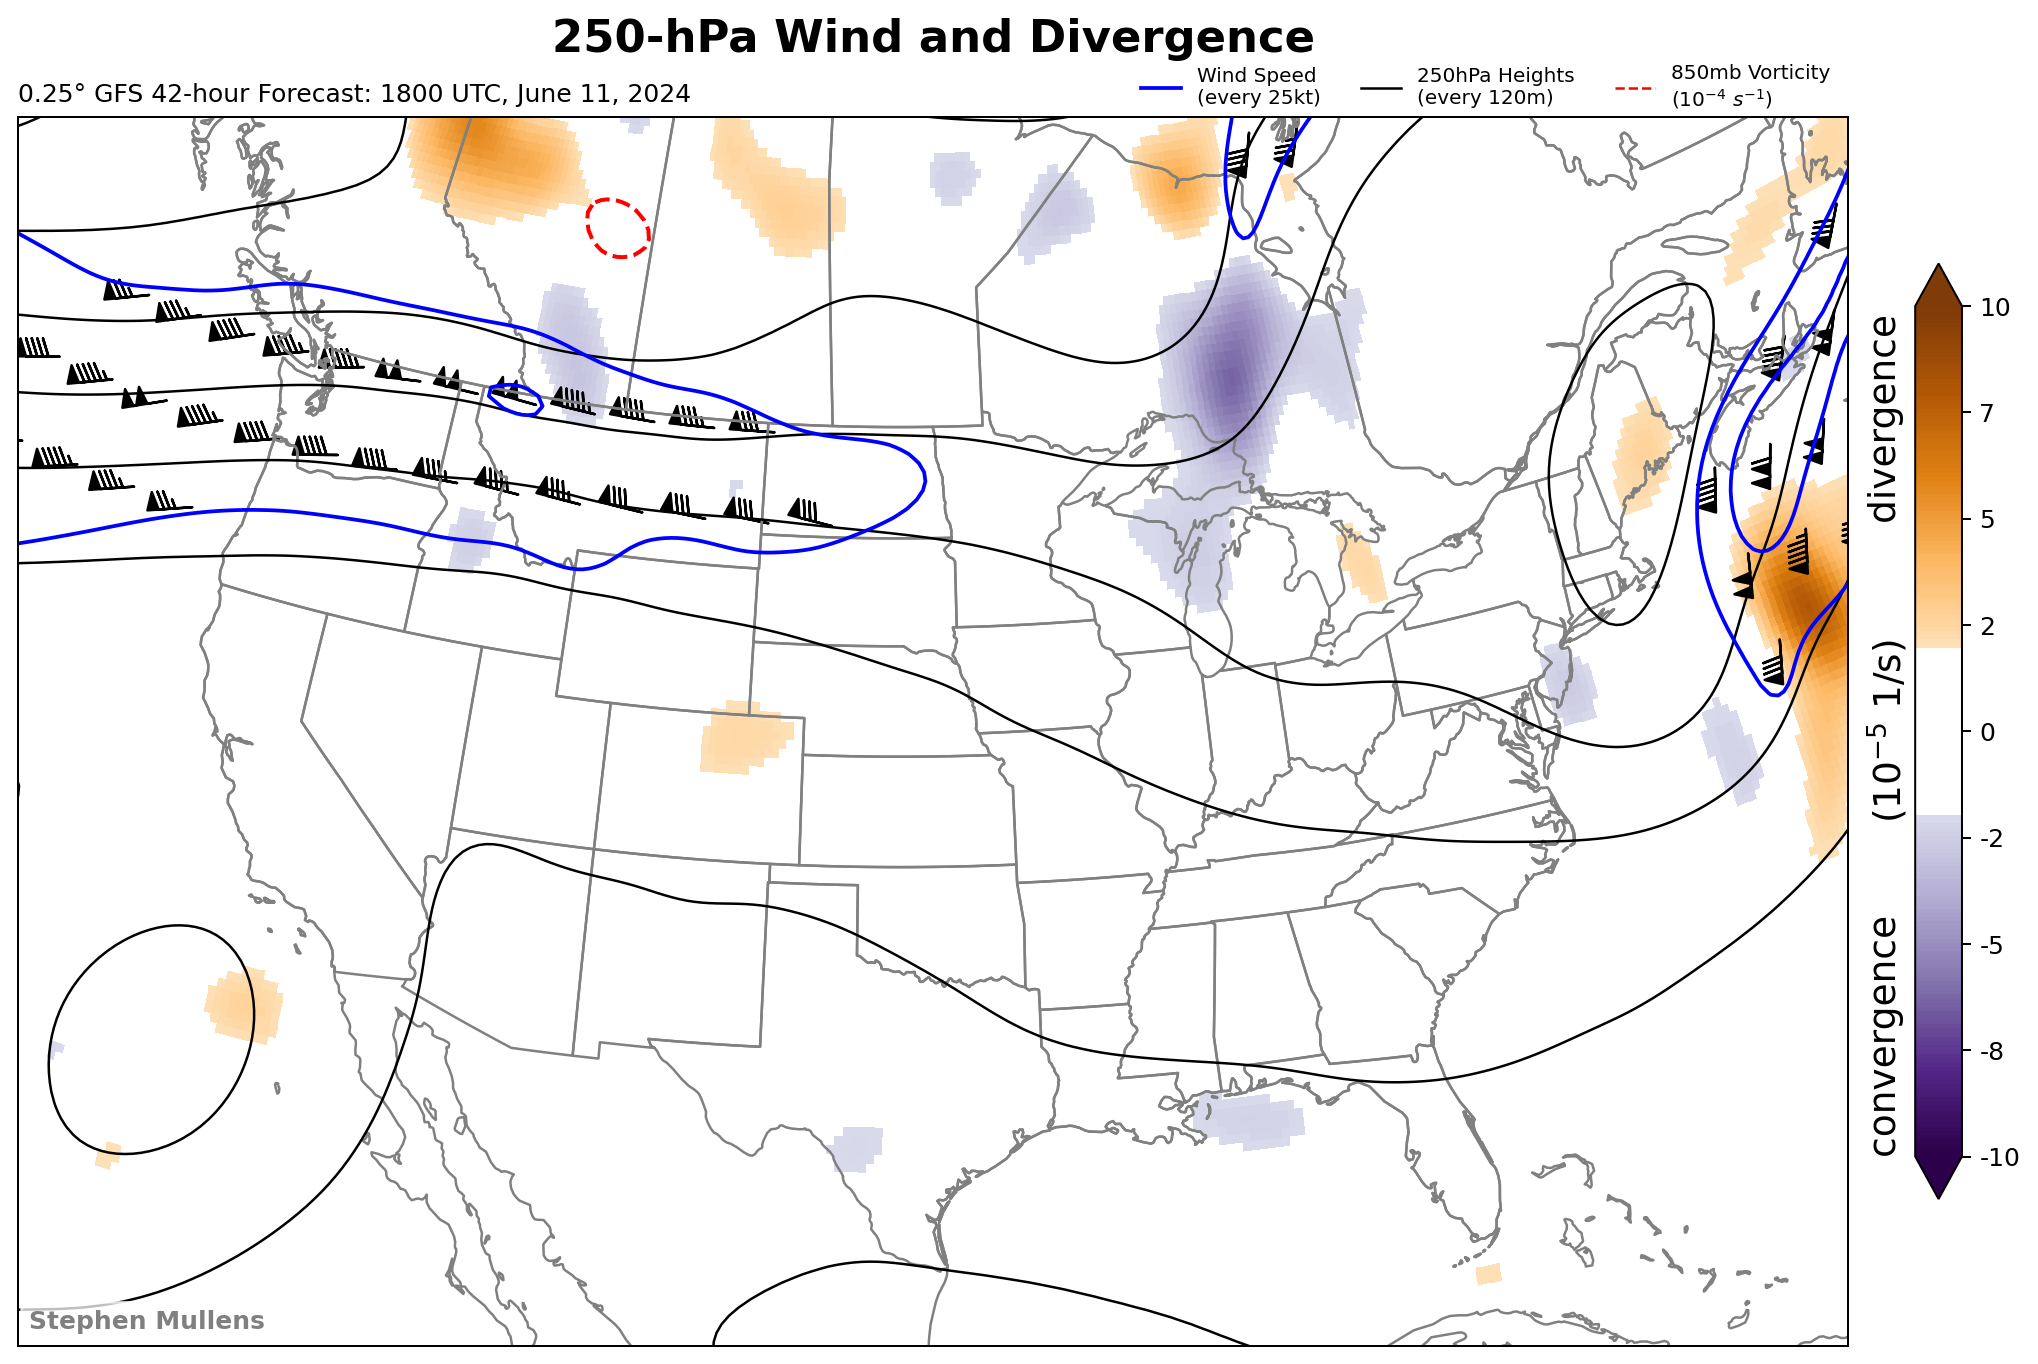 250-hPa Wind and Divergence
0.25° GFS 42-hour Forecast: 1800 UTC, June 11, 2024
Wind Speed
(every 25kt)
250hPa Heights
(every 120m)
850mb Vorticity
(10⁻⁴ s⁻¹)
10
7
5
2
0
-2
-5
-8
-10
convergence (10⁻⁵ 1/s) divergence
Stephen Mullens